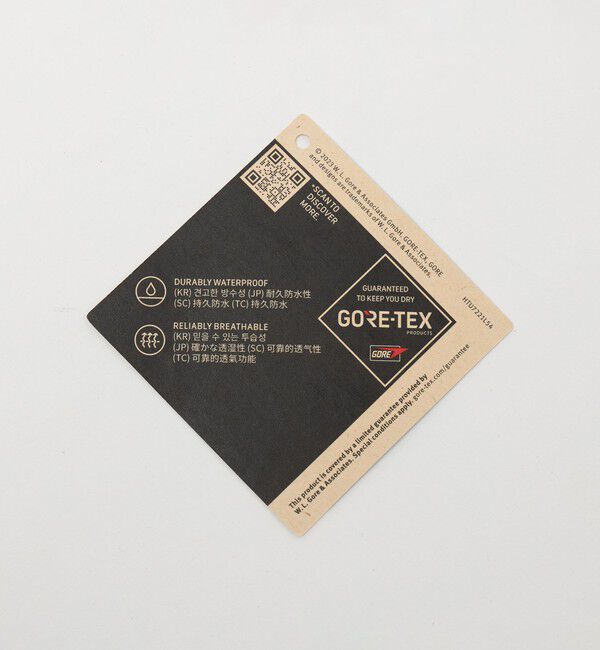 © 2023 W. L. Gore & Associates GmbH. GORE-TEX, GORE
and designs are trademarks of W. L. Gore & Associates.
*SCAN TO
DISCOVER
MORE.
DURABLY WATERPROOF
(KR) 견고한 방수성 (JP) 耐久防水性
(SC) 持久防水 (TC) 持久防水
RELIABLY BREATHABLE
(KR) 믿을 수 있는 투습성
(JP) 確かな透湿性 (SC) 可靠的透气性
(TC) 可靠的透氣功能
GUARANTEED
TO KEEP YOU DRY
GORE-TEX
PRODUCTS
GORE
HTU7221L54
This product is covered by a limited guarantee provided by
W. L. Gore & Associates. Special conditions apply. gore-tex.com/guarantee